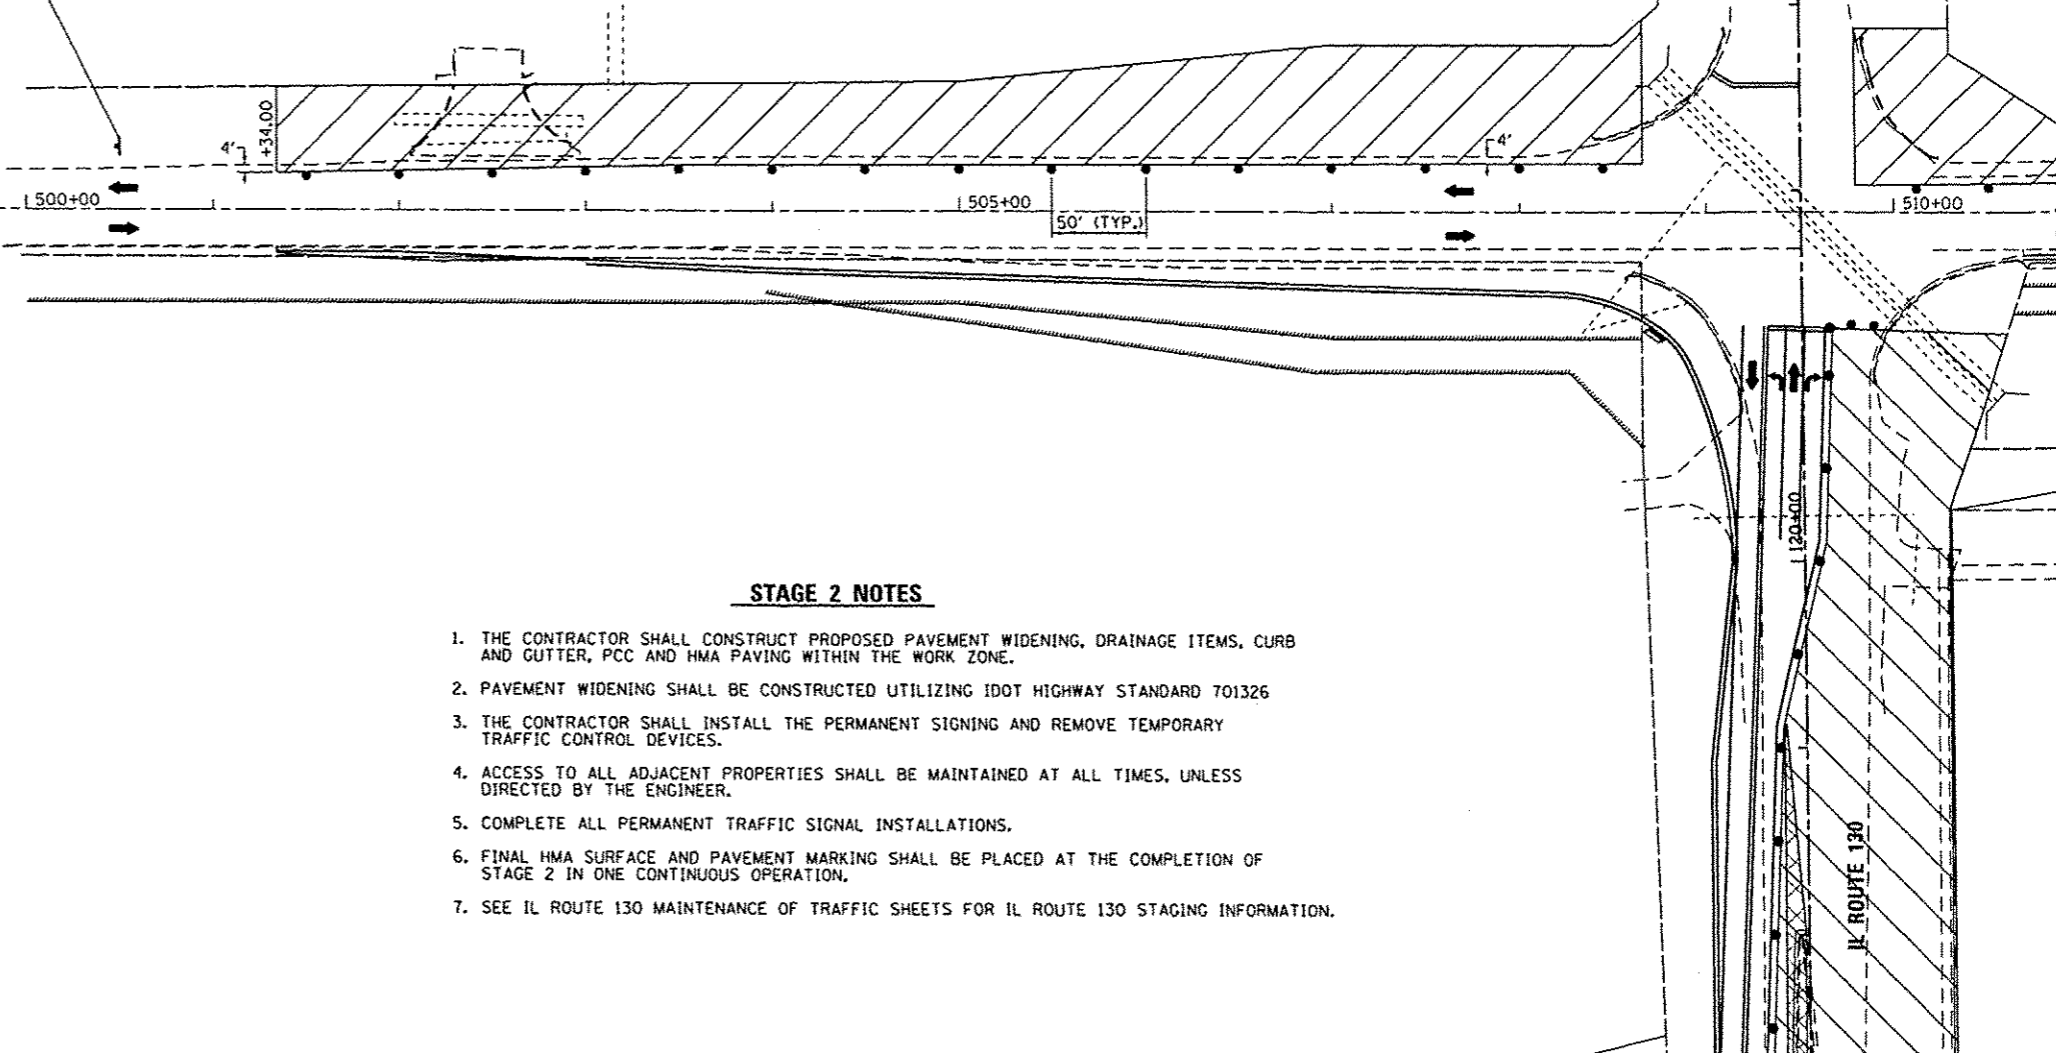 +34.00
4'
4'
500+00
505+00
50' (TYP.)
510+00
120+00
IL ROUTE 130
STAGE 2 NOTES
1. THE CONTRACTOR SHALL CONSTRUCT PROPOSED PAVEMENT WIDENING, DRAINAGE ITEMS, CURB
AND GUTTER, PCC AND HMA PAVING WITHIN THE WORK ZONE.
2. PAVEMENT WIDENING SHALL BE CONSTRUCTED UTILIZING IDOT HIGHWAY STANDARD 701326
3. THE CONTRACTOR SHALL INSTALL THE PERMANENT SIGNING AND REMOVE TEMPORARY
TRAFFIC CONTROL DEVICES.
4. ACCESS TO ALL ADJACENT PROPERTIES SHALL BE MAINTAINED AT ALL TIMES, UNLESS
DIRECTED BY THE ENGINEER.
5. COMPLETE ALL PERMANENT TRAFFIC SIGNAL INSTALLATIONS.
6. FINAL HMA SURFACE AND PAVEMENT MARKING SHALL BE PLACED AT THE COMPLETION OF
STAGE 2 IN ONE CONTINUOUS OPERATION.
7. SEE IL ROUTE 130 MAINTENANCE OF TRAFFIC SHEETS FOR IL ROUTE 130 STAGING INFORMATION.